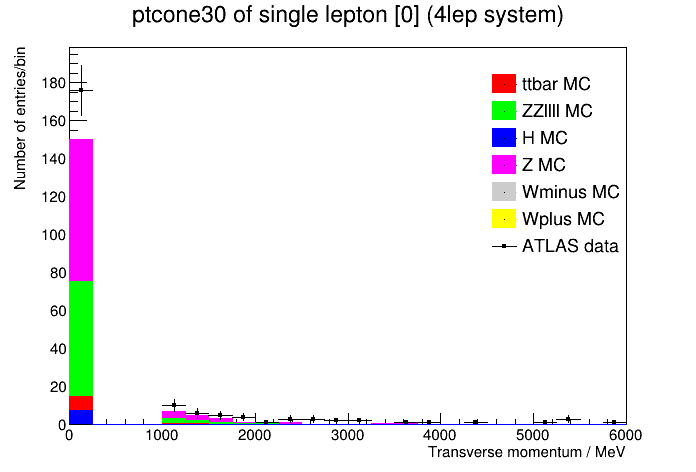 ptcone30 of single lepton [0] (4lep system)
Number of entries/bin
180
160
140
120
100
80
60
40
20
0
0 1000 2000 3000 4000 5000 6000
Transverse momentum / MeV
ttbar MC
ZZllll MC
H MC
Z MC
Wminus MC
Wplus MC
ATLAS data